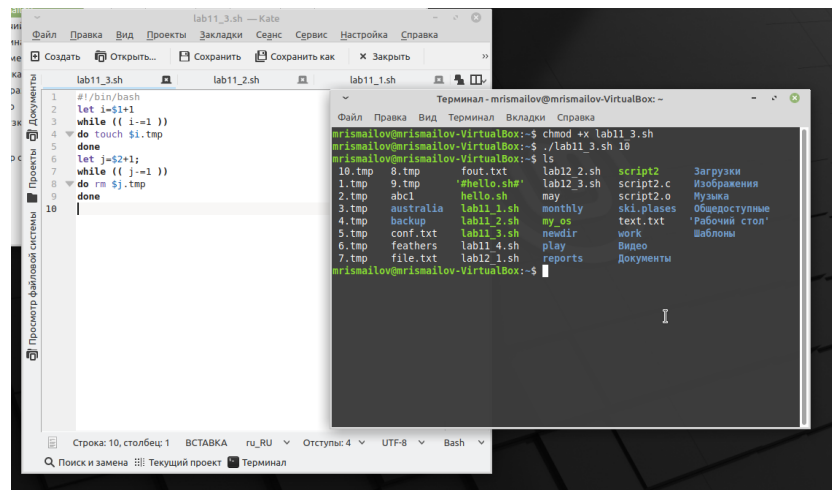 lab11_3.sh — Kate
Файл Правка Вид Проекты Закладки Сеанс Сервис Настройка Справка
Создать Открыть... Сохранить Сохранить как Закрыть »
lab11_3.sh lab11_2.sh lab11_1.sh
Документы
Проекты
Просмотр файловой системы
1 #!/bin/bash
2 let i=$1+1
3 while (( i-=1 ))
4 do touch $i.tmp
5 done
6 let j=$2+1;
7 while (( j-=1 ))
8 do rm $j.tmp
9 done
10
Строка: 10, столбец: 1 ВСТАВКА ru_RU Отступы: 4 UTF-8 Bash
Поиск и замена Текущий проект Терминал
Терминал - mrismailov@mrismailov-VirtualBox: ~
Файл Правка Вид Терминал Вкладки Справка
mrismailov@mrismailov-VirtualBox:~$ chmod +x lab11_3.sh
mrismailov@mrismailov-VirtualBox:~$ ./lab11_3.sh 10
mrismailov@mrismailov-VirtualBox:~$ ls
10.tmp 8.tmp fout.txt lab12_2.sh script2 Загрузки
1.tmp 9.tmp '#hello.sh#' lab12_3.sh script2.c Изображения
2.tmp abc1 hello.sh may script2.o Музыка
3.tmp australia lab11_1.sh monthly ski.plases Общедоступные
4.tmp backup lab11_2.sh my_os text.txt 'Рабочий стол'
5.tmp conf.txt lab11_3.sh newdir work Шаблоны
6.tmp feathers lab11_4.sh play Видео
7.tmp file.txt lab12_1.sh reports Документы
mrismailov@mrismailov-VirtualBox:~$